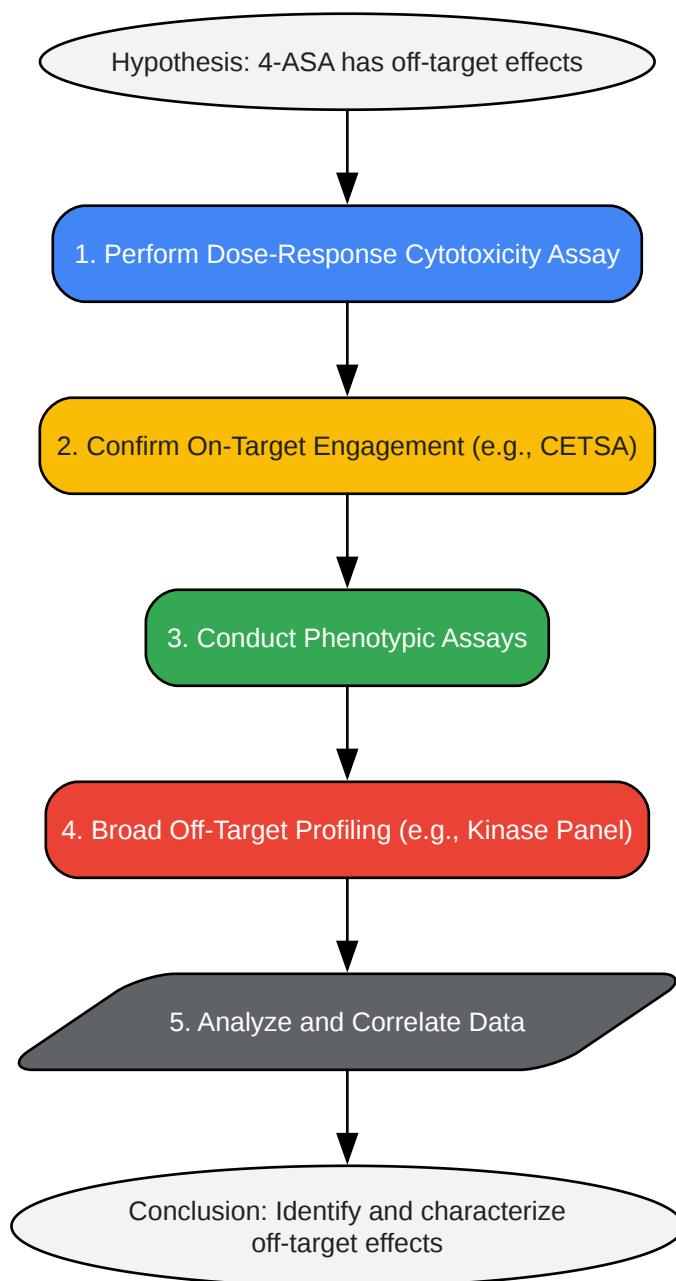 Hypothesis: 4-ASA has off-target effects
1. Perform Dose-Response Cytotoxicity Assay
2. Confirm On-Target Engagement (e.g., CETSA)
3. Conduct Phenotypic Assays
4. Broad Off-Target Profiling (e.g., Kinase Panel)
5. Analyze and Correlate Data
Conclusion: Identify and characterize
off-target effects